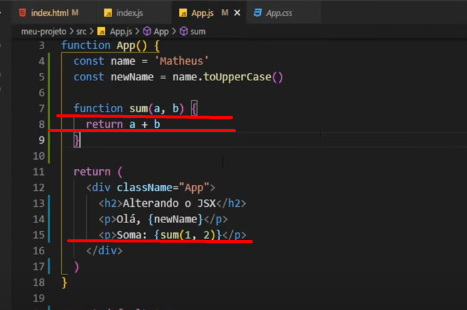 index.html M index.js App.js M App.css
meu-projeto > src > App.js > App > sum
3 function App() {
4 const name = 'Matheus'
5 const newName = name.toUpperCase()
6
7 function sum(a, b) {
8 return a + b
9 }
10
11 return (
12 <div className="App">
13 <h2>Alterando o JSX</h2>
14 <p>Olá, {newName}</p>
15 <p>Soma: {sum(1, 2)}</p>
16 </div>
17 )
18 }
19